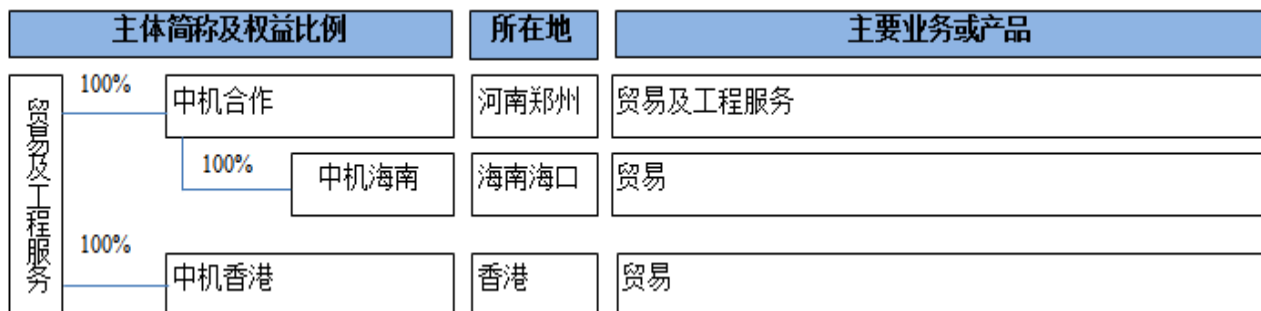 主体简称及权益比例 所在地 主要业务或产品
贸易及工程服务
100% 中机合作 河南郑州 贸易及工程服务
100% 中机海南 海南海口 贸易
100% 中机香港 香港 贸易